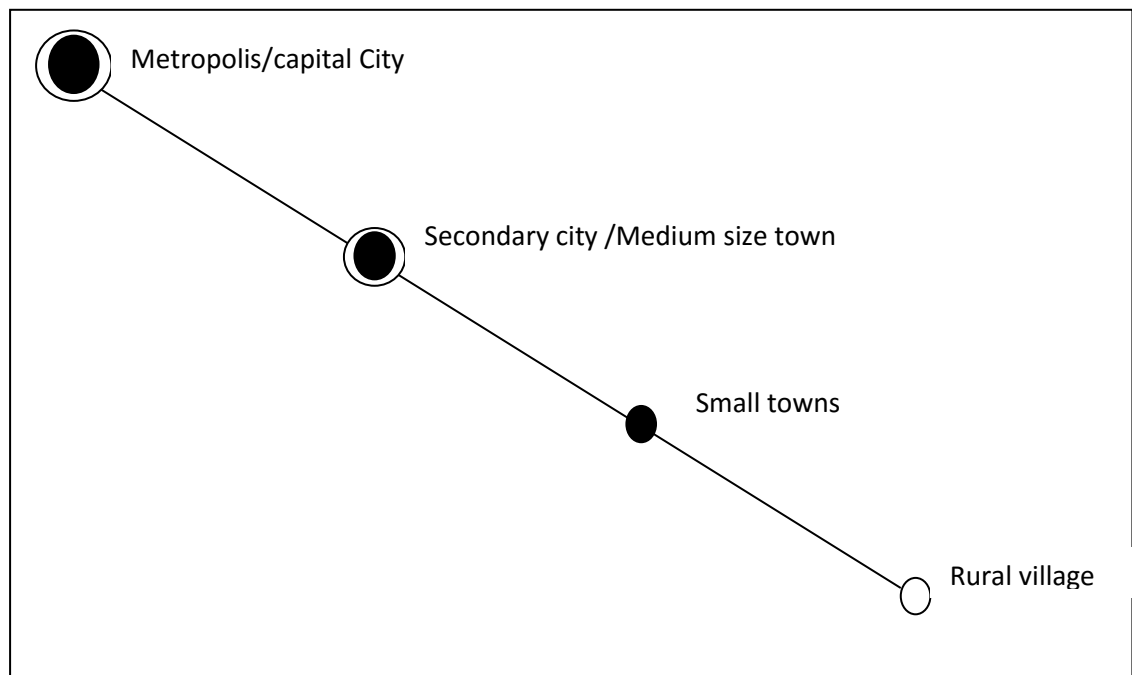 Metropolis/capital City
Secondary city /Medium size town
Small towns
Rural village